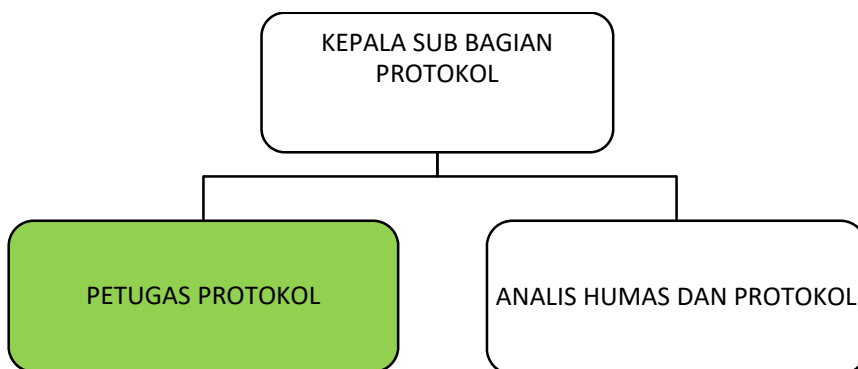 KEPALA SUB BAGIAN
PROTOKOL
PETUGAS PROTOKOL
ANALIS HUMAS DAN PROTOKOL